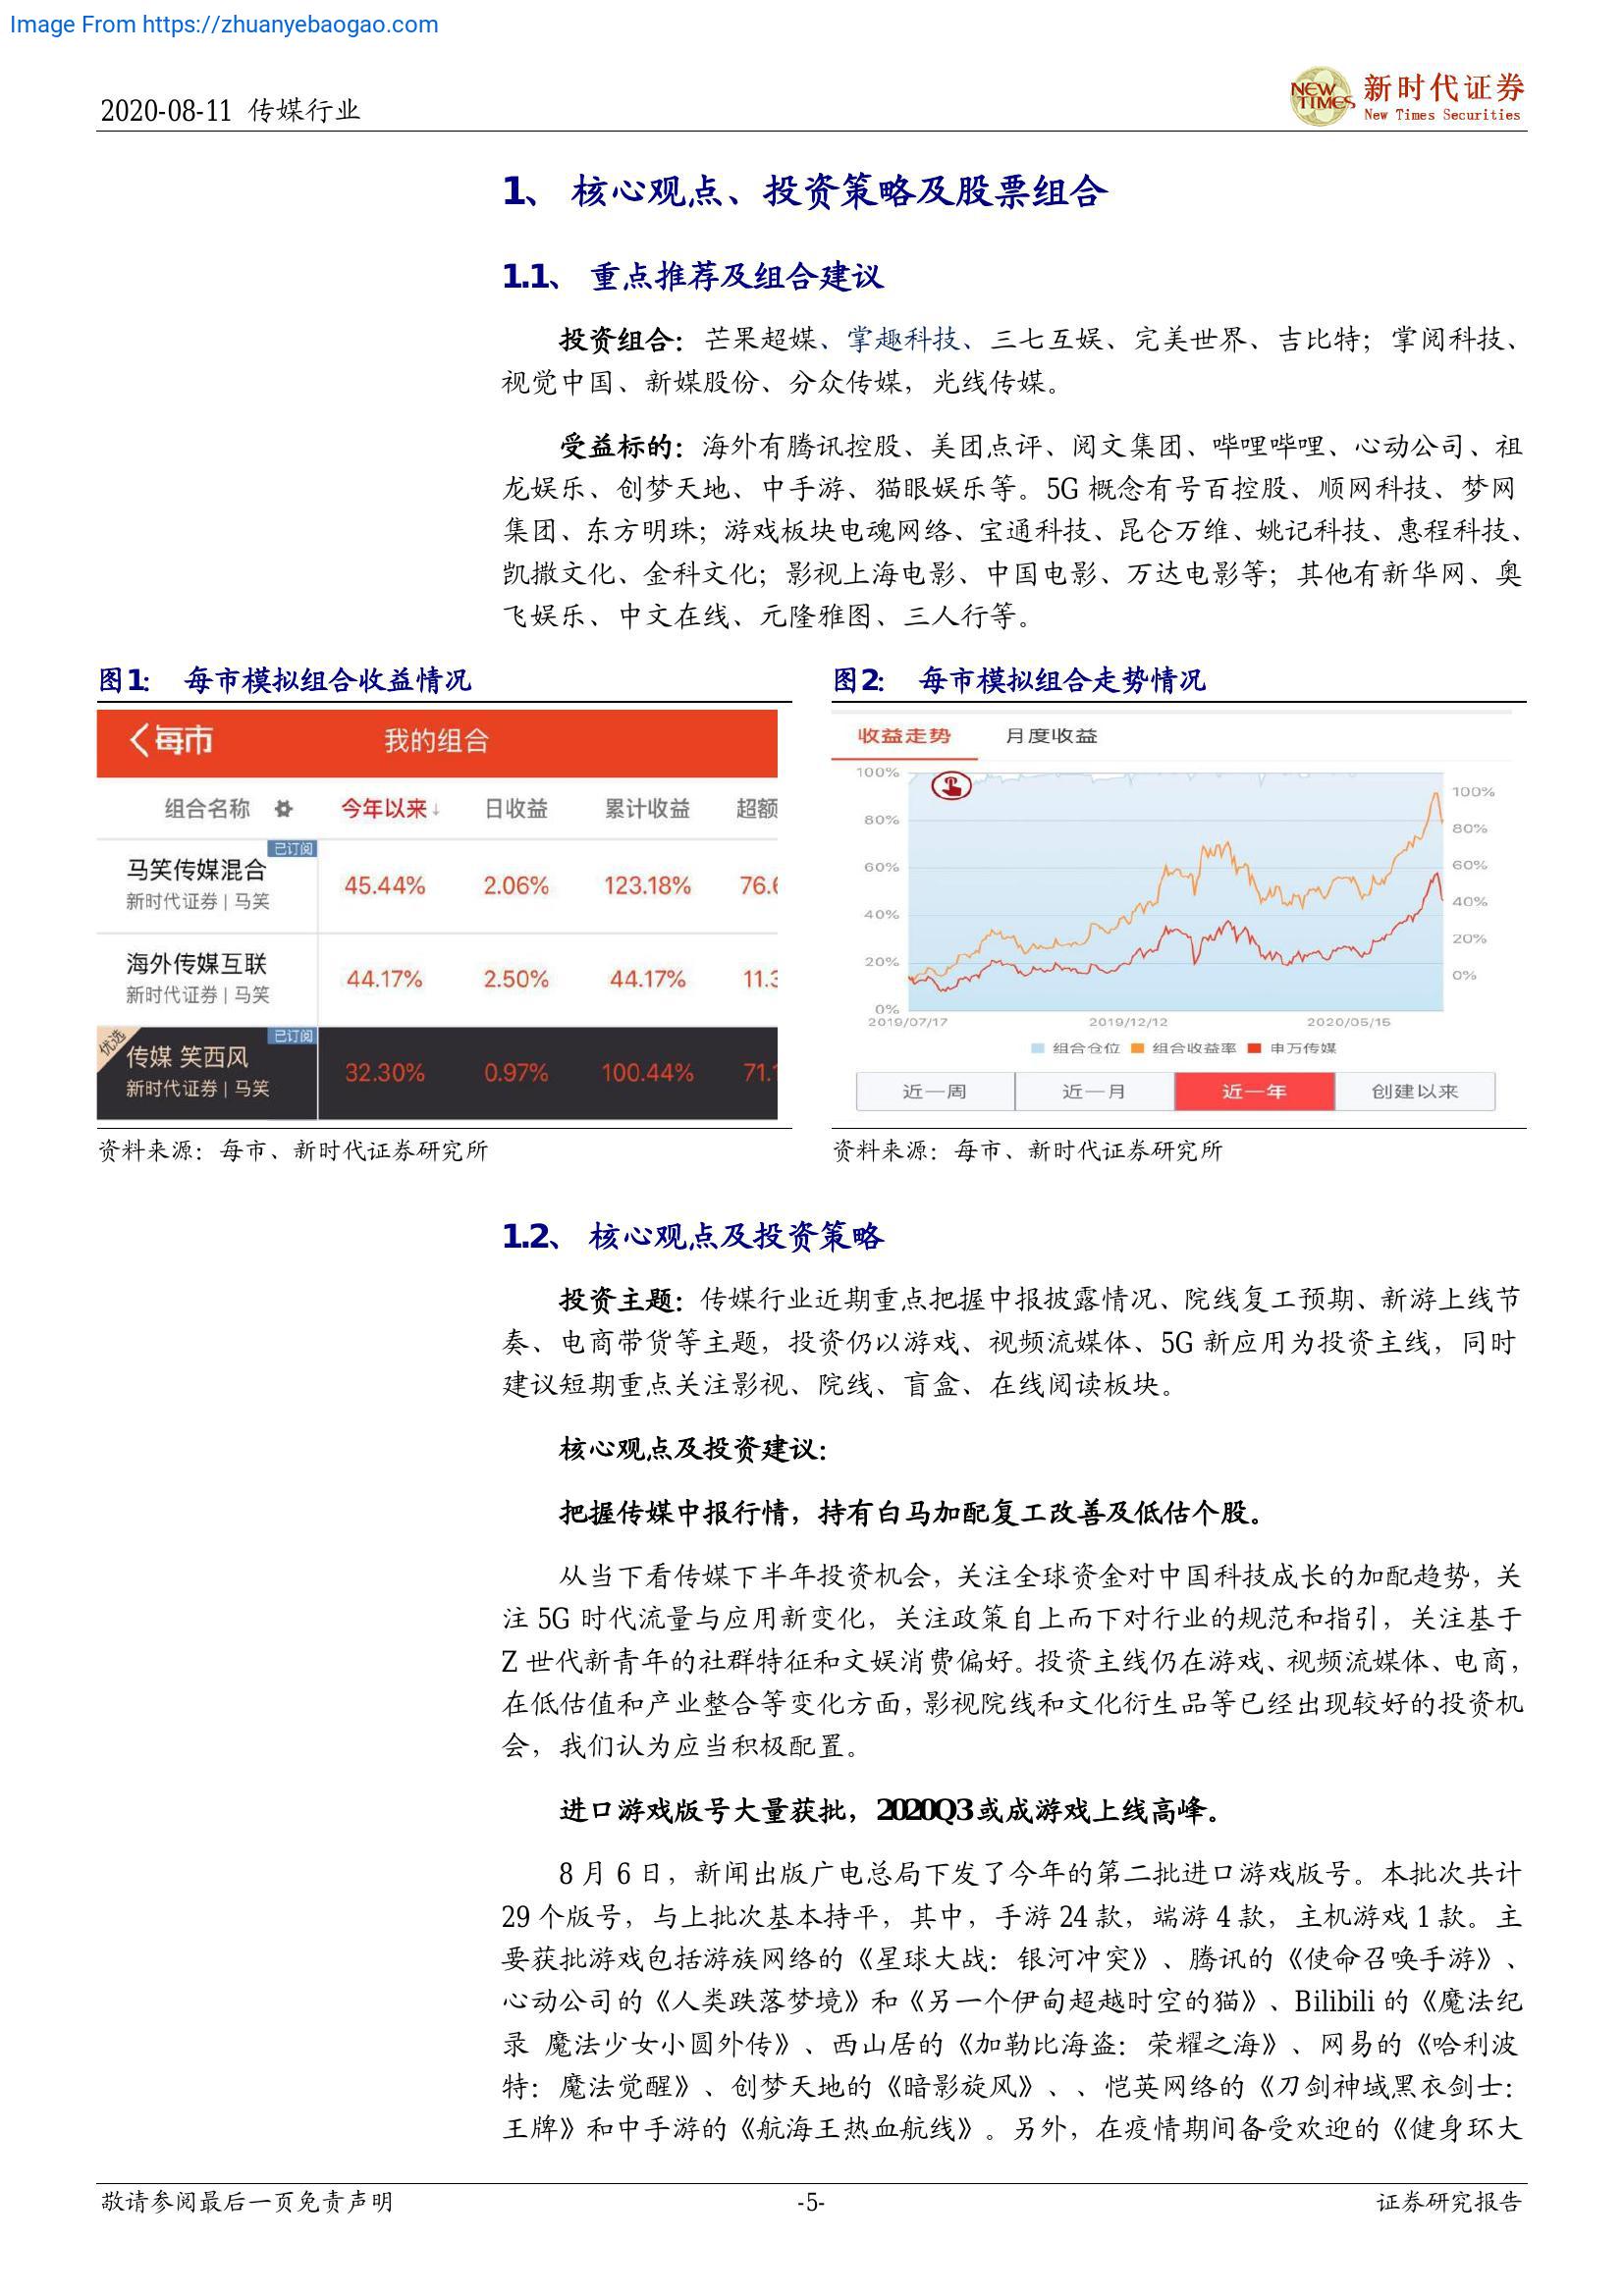 Image From https://zhuanyebaogao.com
2020-08-11 传媒行业
NEW TIMES 新时代证券
New Times Securities
1、 核心观点、投资策略及股票组合
1.1、 重点推荐及组合建议
投资组合：芒果超媒、掌趣科技、三七互娱、完美世界、吉比特；掌阅科技、
视觉中国、新媒股份、分众传媒，光线传媒。
受益标的：海外有腾讯控股、美团点评、阅文集团、哔哩哔哩、心动公司、祖
龙娱乐、创梦天地、中手游、猫眼娱乐等。5G 概念有号百控股、顺网科技、梦网
集团、东方明珠；游戏板块电魂网络、宝通科技、昆仑万维、姚记科技、惠程科技、
凯撒文化、金科文化；影视上海电影、中国电影、万达电影等；其他有新华网、奥
飞娱乐、中文在线、元隆雅图、三人行等。
图1： 每市模拟组合收益情况
每市 我的组合
组合名称 今年以来↓ 日收益 累计收益 超额
已订阅
马笑传媒混合
新时代证券 | 马笑
45.44% 2.06% 123.18% 76.6
海外传媒互联
新时代证券 | 马笑
44.17% 2.50% 44.17% 11.3
优选 已订阅
传媒 笑西风
新时代证券 | 马笑
32.30% 0.97% 100.44% 71.1
资料来源：每市、新时代证券研究所
图2： 每市模拟组合走势情况
收益走势 月度收益
100%
80%
60%
40%
20%
0%
100%
80%
60%
40%
20%
0%
2019/07/17 2019/12/12 2020/05/15
组合仓位 组合收益率 申万传媒
近一周 近一月 近一年 创建以来
资料来源：每市、新时代证券研究所
1.2、 核心观点及投资策略
投资主题：传媒行业近期重点把握中报披露情况、院线复工预期、新游上线节
奏、电商带货等主题，投资仍以游戏、视频流媒体、5G 新应用为投资主线，同时
建议短期重点关注影视、院线、盲盒、在线阅读板块。
核心观点及投资建议：
把握传媒中报行情，持有白马加配复工改善及低估个股。
从当下看传媒下半年投资机会，关注全球资金对中国科技成长的加配趋势，关
注 5G 时代流量与应用新变化，关注政策自上而下对行业的规范和指引，关注基于
Z 世代新青年的社群特征和文娱消费偏好。投资主线仍在游戏、视频流媒体、电商，
在低估值和产业整合等变化方面，影视院线和文化衍生品等已经出现较好的投资机
会，我们认为应当积极配置。
进口游戏版号大量获批，2020Q3 或成游戏上线高峰。
8 月 6 日，新闻出版广电总局下发了今年的第二批进口游戏版号。本批次共计
29 个版号，与上批次基本持平，其中，手游 24 款，端游 4 款，主机游戏 1 款。主
要获批游戏包括游族网络的《星球大战：银河冲突》、腾讯的《使命召唤手游》、
心动公司的《人类跌落梦境》和《另一个伊甸超越时空的猫》、Bilibili 的《魔法纪
录 魔法少女小圆外传》、西山居的《加勒比海盗：荣耀之海》、网易的《哈利波
特：魔法觉醒》、创梦天地的《暗影旋风》、、恺英网络的《刀剑神域黑衣剑士：
王牌》和中手游的《航海王热血航线》。另外，在疫情期间备受欢迎的《健身环大
敬请参阅最后一页免责声明 -5- 证券研究报告